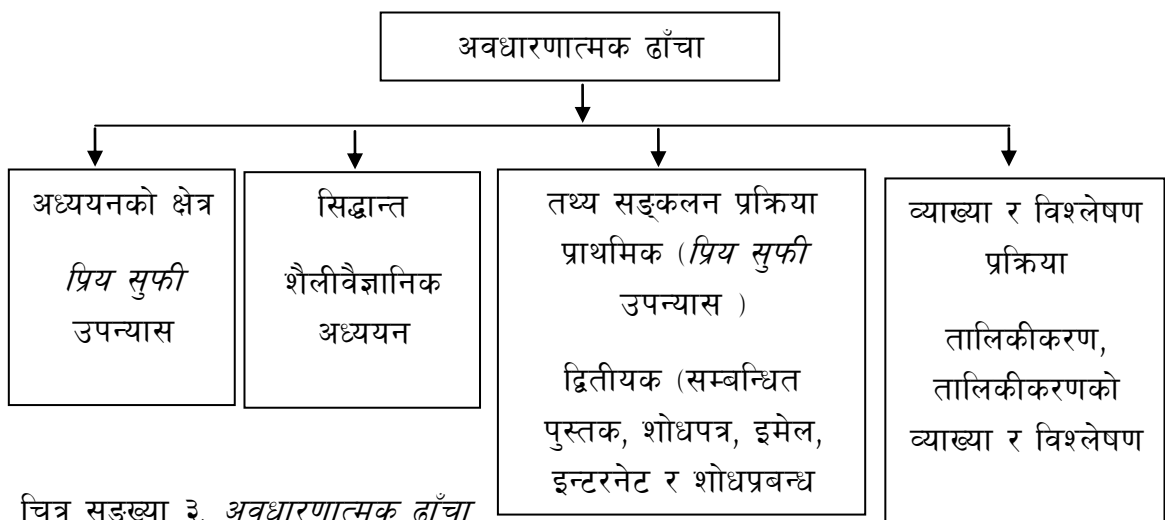 अवधारणात्मक ढाँचा
अध्ययनको क्षेत्र
प्रिय सुफी
उपन्यास
सिद्धान्त
शैलीवैज्ञानिक
अध्ययन
तथ्य सङ्कलन प्रक्रिया
प्राथमिक (प्रिय सुफी
उपन्यास )
द्वितीयक (सम्बन्धित
पुस्तक, शोधपत्र, इमेल,
इन्टरनेट र शोधप्रबन्ध
व्याख्या र विश्लेषण
प्रक्रिया
तालिकीकरण,
तालिकीकरणको
व्याख्या र विश्लेषण
चित्र सङ्ख्या ३. अवधारणात्मक ढाँचा